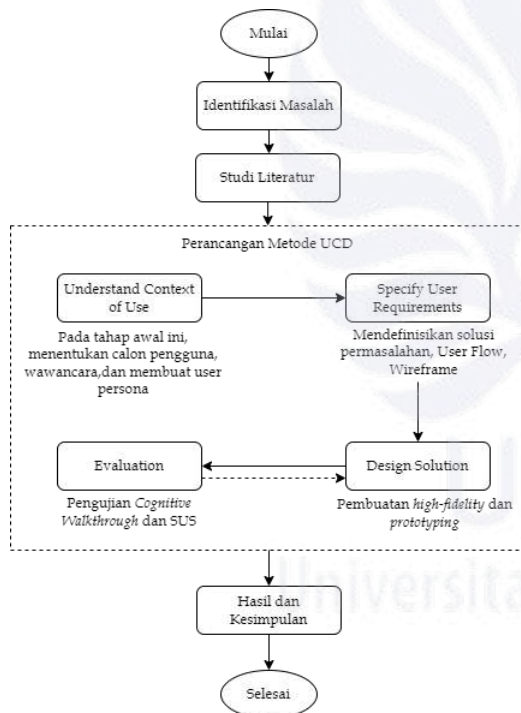 Mulai
Identifikasi Masalah
Studi Literatur
Perancangan Metode UCD
Understand Context
of Use
Specify User
Requirements
Pada tahap awal ini,
menentukan calon pengguna,
wawancara,dan membuat user
persona
Mendefinisikan solusi
permasalahan, User Flow,
Wireframe
Evaluation
Design Solution
Pengujian Cognitive
Walkthrough dan SUS
Pembuatan high-fidelity dan
prototyping
Hasil dan
Kesimpulan
Selesai